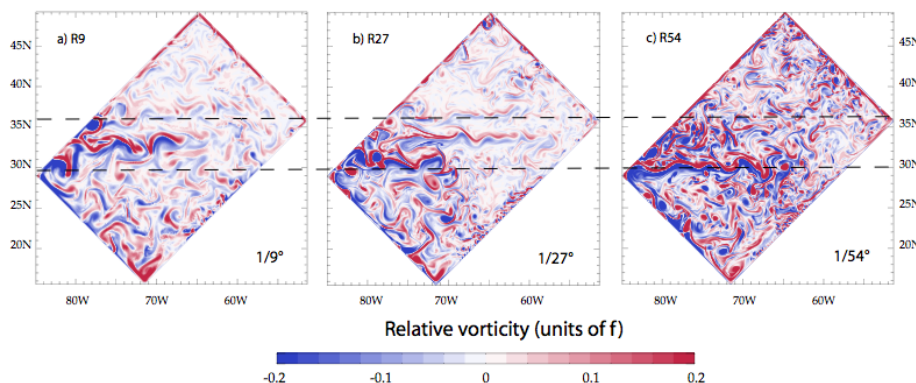 a) R9
b) R27
c) R54
45N
40N
35N
30N
25N
20N
45N
40N
35N
30N
25N
20N
1/9°
1/27°
1/54°
80W 70W 60W
80W 70W 60W
80W 70W 60W
Relative vorticity (units of f)
-0.2 -0.1 0 0.1 0.2